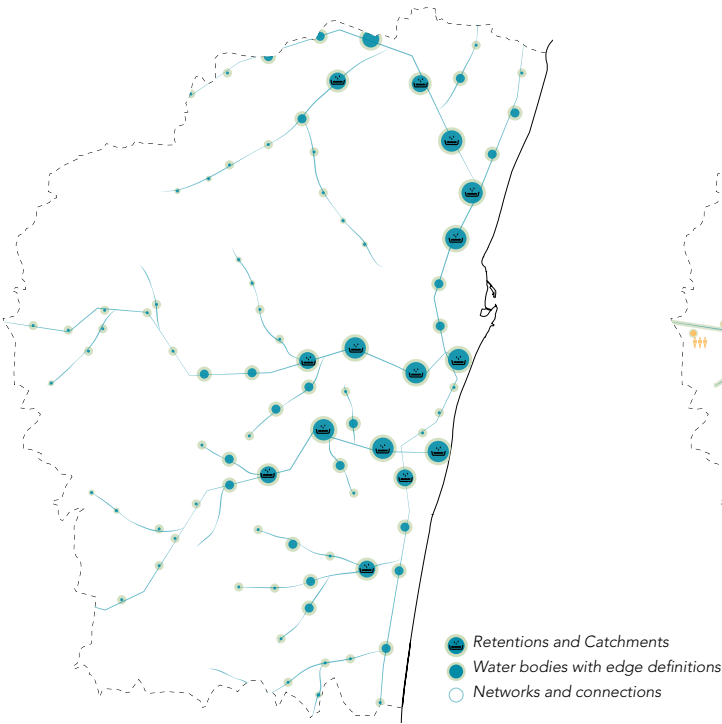 Retentions and Catchments
Water bodies with edge definitions
Networks and connections